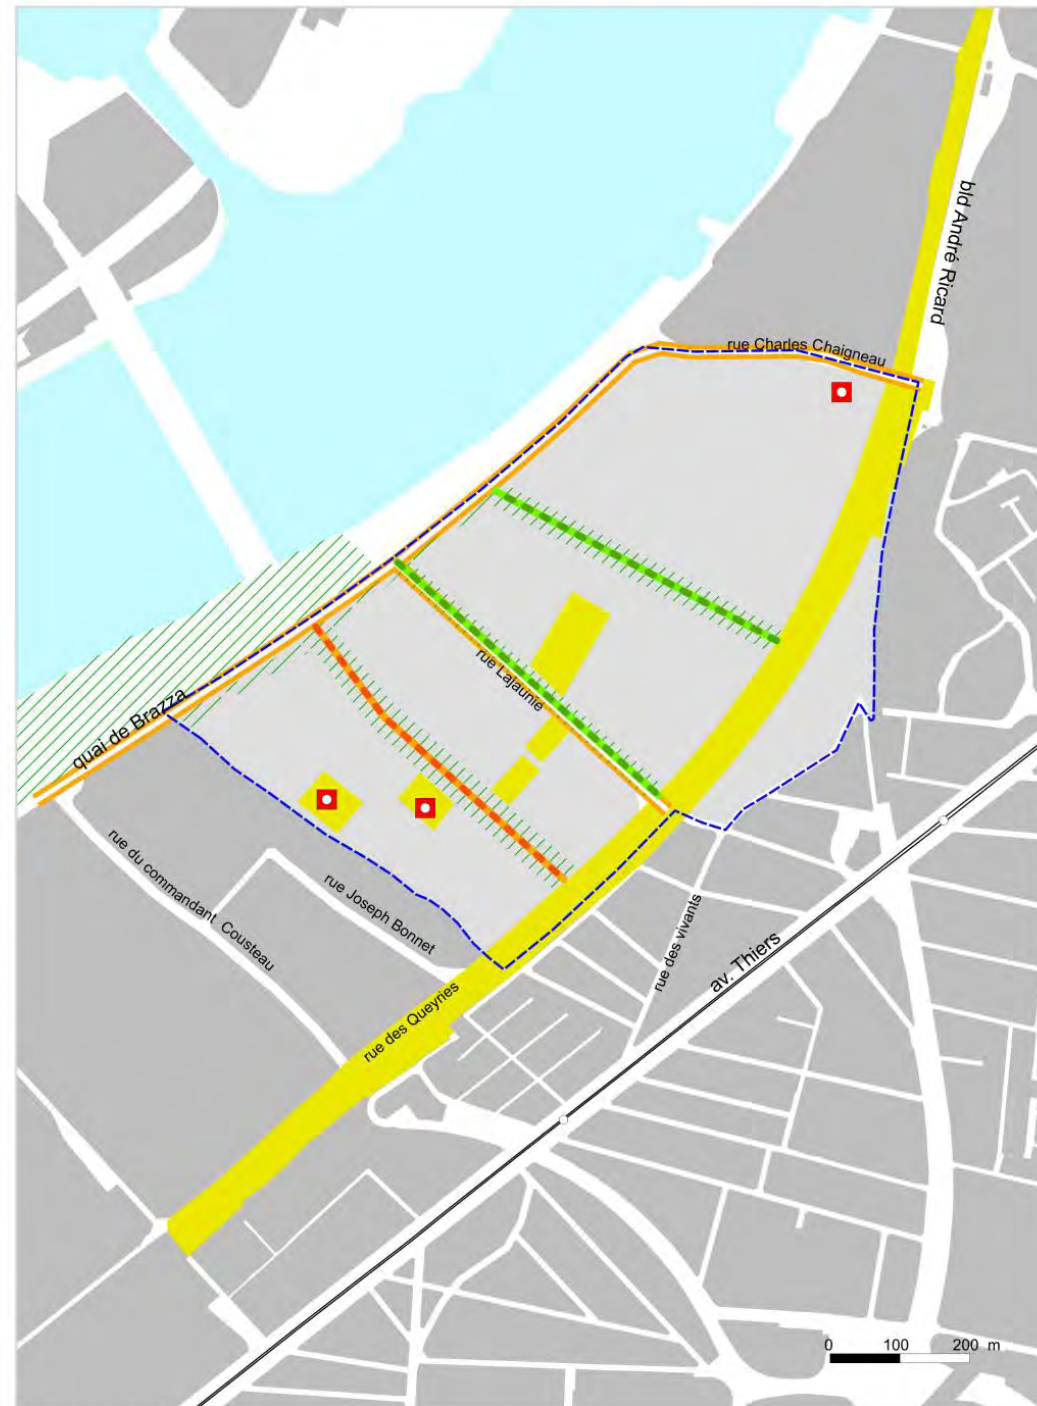 bld André Ricard
rue Charles Chaigneau
rue Lajaunie
quai de Brazza
rue du commandant Cousteau
rue Joseph Bonnet
rue des vivants
av. Thiers
rue des Queyries
0 100 200 m